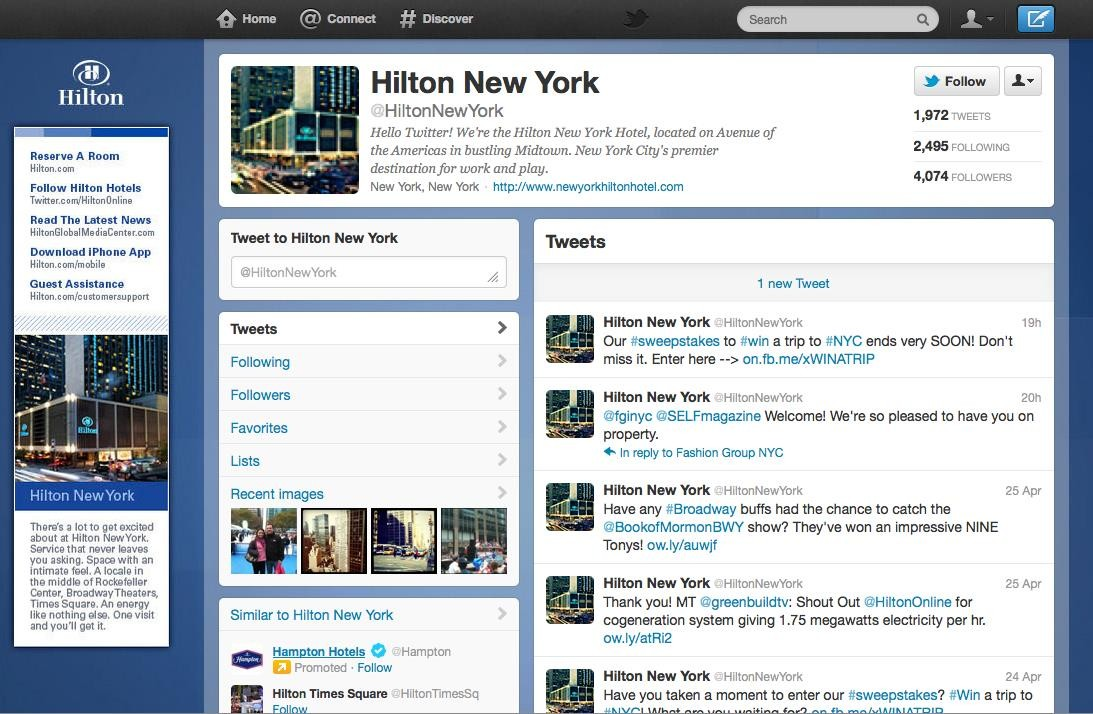 Home
@ Connect
# Discover
Search
Hilton
Reserve A Room
Hilton.com
Follow Hilton Hotels
Twitter.com/HiltonOnline
Read The Latest News
HiltonGlobalMediaCenter.com
Download iPhone App
Hilton.com/mobile
Guest Assistance
Hilton.com/customersupport
Hilton
Hilton New York
There's a lot to get excited
about at Hilton New York.
Service that never leaves
you asking. Space with an
intimate feel. A locale in
the middle of Rockefeller
Center, Broadway Theaters,
Times Square. An energy
like nothing else. One visit
and you'll get it.
Hilton New York
@HiltonNewYork
Hello Twitter! We're the Hilton New York Hotel, located on Avenue of
the Americas in bustling Midtown. New York City's premier
destination for work and play.
New York, New York · http://www.newyorkhiltonhotel.com
Follow
1,972 TWEETS
2,495 FOLLOWING
4,074 FOLLOWERS
Tweet to Hilton New York
@HiltonNewYork
Tweets
Following
Followers
Favorites
Lists
Recent images
Similar to Hilton New York
Hampton
Hampton Hotels @Hampton
Promoted · Follow
Hilton Times Square @HiltonTimesSq
Follow
Tweets
1 new Tweet
Hilton New York @HiltonNewYork 19h
Our #sweepstakes to #win a trip to #NYC ends very SOON! Don't
miss it. Enter here --> on.fb.me/xWINATRIP
Hilton New York @HiltonNewYork 20h
@fginyc @SELFmagazine Welcome! We're so pleased to have you on
property.
In reply to Fashion Group NYC
Hilton New York @HiltonNewYork 25 Apr
Have any #Broadway buffs had the chance to catch the
@BookofMormonBWY show? They've won an impressive NINE
Tonys! ow.ly/auwjf
Hilton New York @HiltonNewYork 25 Apr
Thank you! MT @greenbuildtv: Shout Out @HiltonOnline for
cogeneration system giving 1.75 megawatts electricity per hr.
ow.ly/atRi2
Hilton New York @HiltonNewYork 24 Apr
Have you taken a moment to enter our #sweepstakes? #Win a trip to
#NYC! What are you waiting for? on.fb.me/xWINATRIP